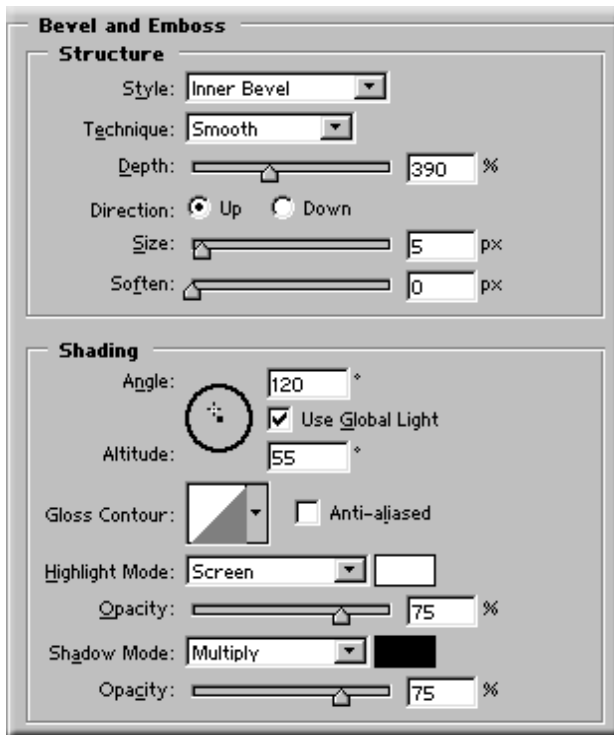 Bevel and Emboss
Structure
Style: Inner Bevel
Technique: Smooth
Depth: 390 %
Direction: Up Down
Size: 5 px
Soften: 0 px
Shading
Angle: 120 °
Use Global Light
Altitude: 55 °
Gloss Contour: Anti-aliased
Highlight Mode: Screen
Opacity: 75 %
Shadow Mode: Multiply
Opacity: 75 %